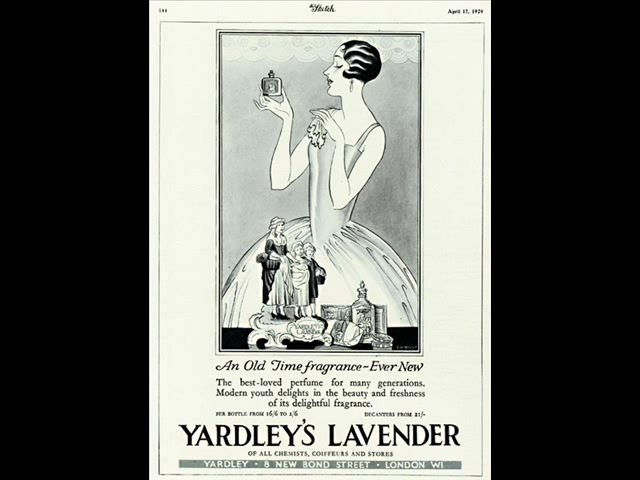 The Sketch
April 17, 1929
YARDLEY'S
LAVENDER
An Old Time fragrance~Ever New
The best-loved perfume for many generations.
Modern youth delights in the beauty and freshness
of its delightful fragrance.
PER BOTTLE FROM 16/6 TO 2/6
DECANTERS FROM 21/-
YARDLEY'S LAVENDER
OF ALL CHEMISTS, COIFFEURS AND STORES
YARDLEY · 8 NEW BOND STREET · LONDON W1